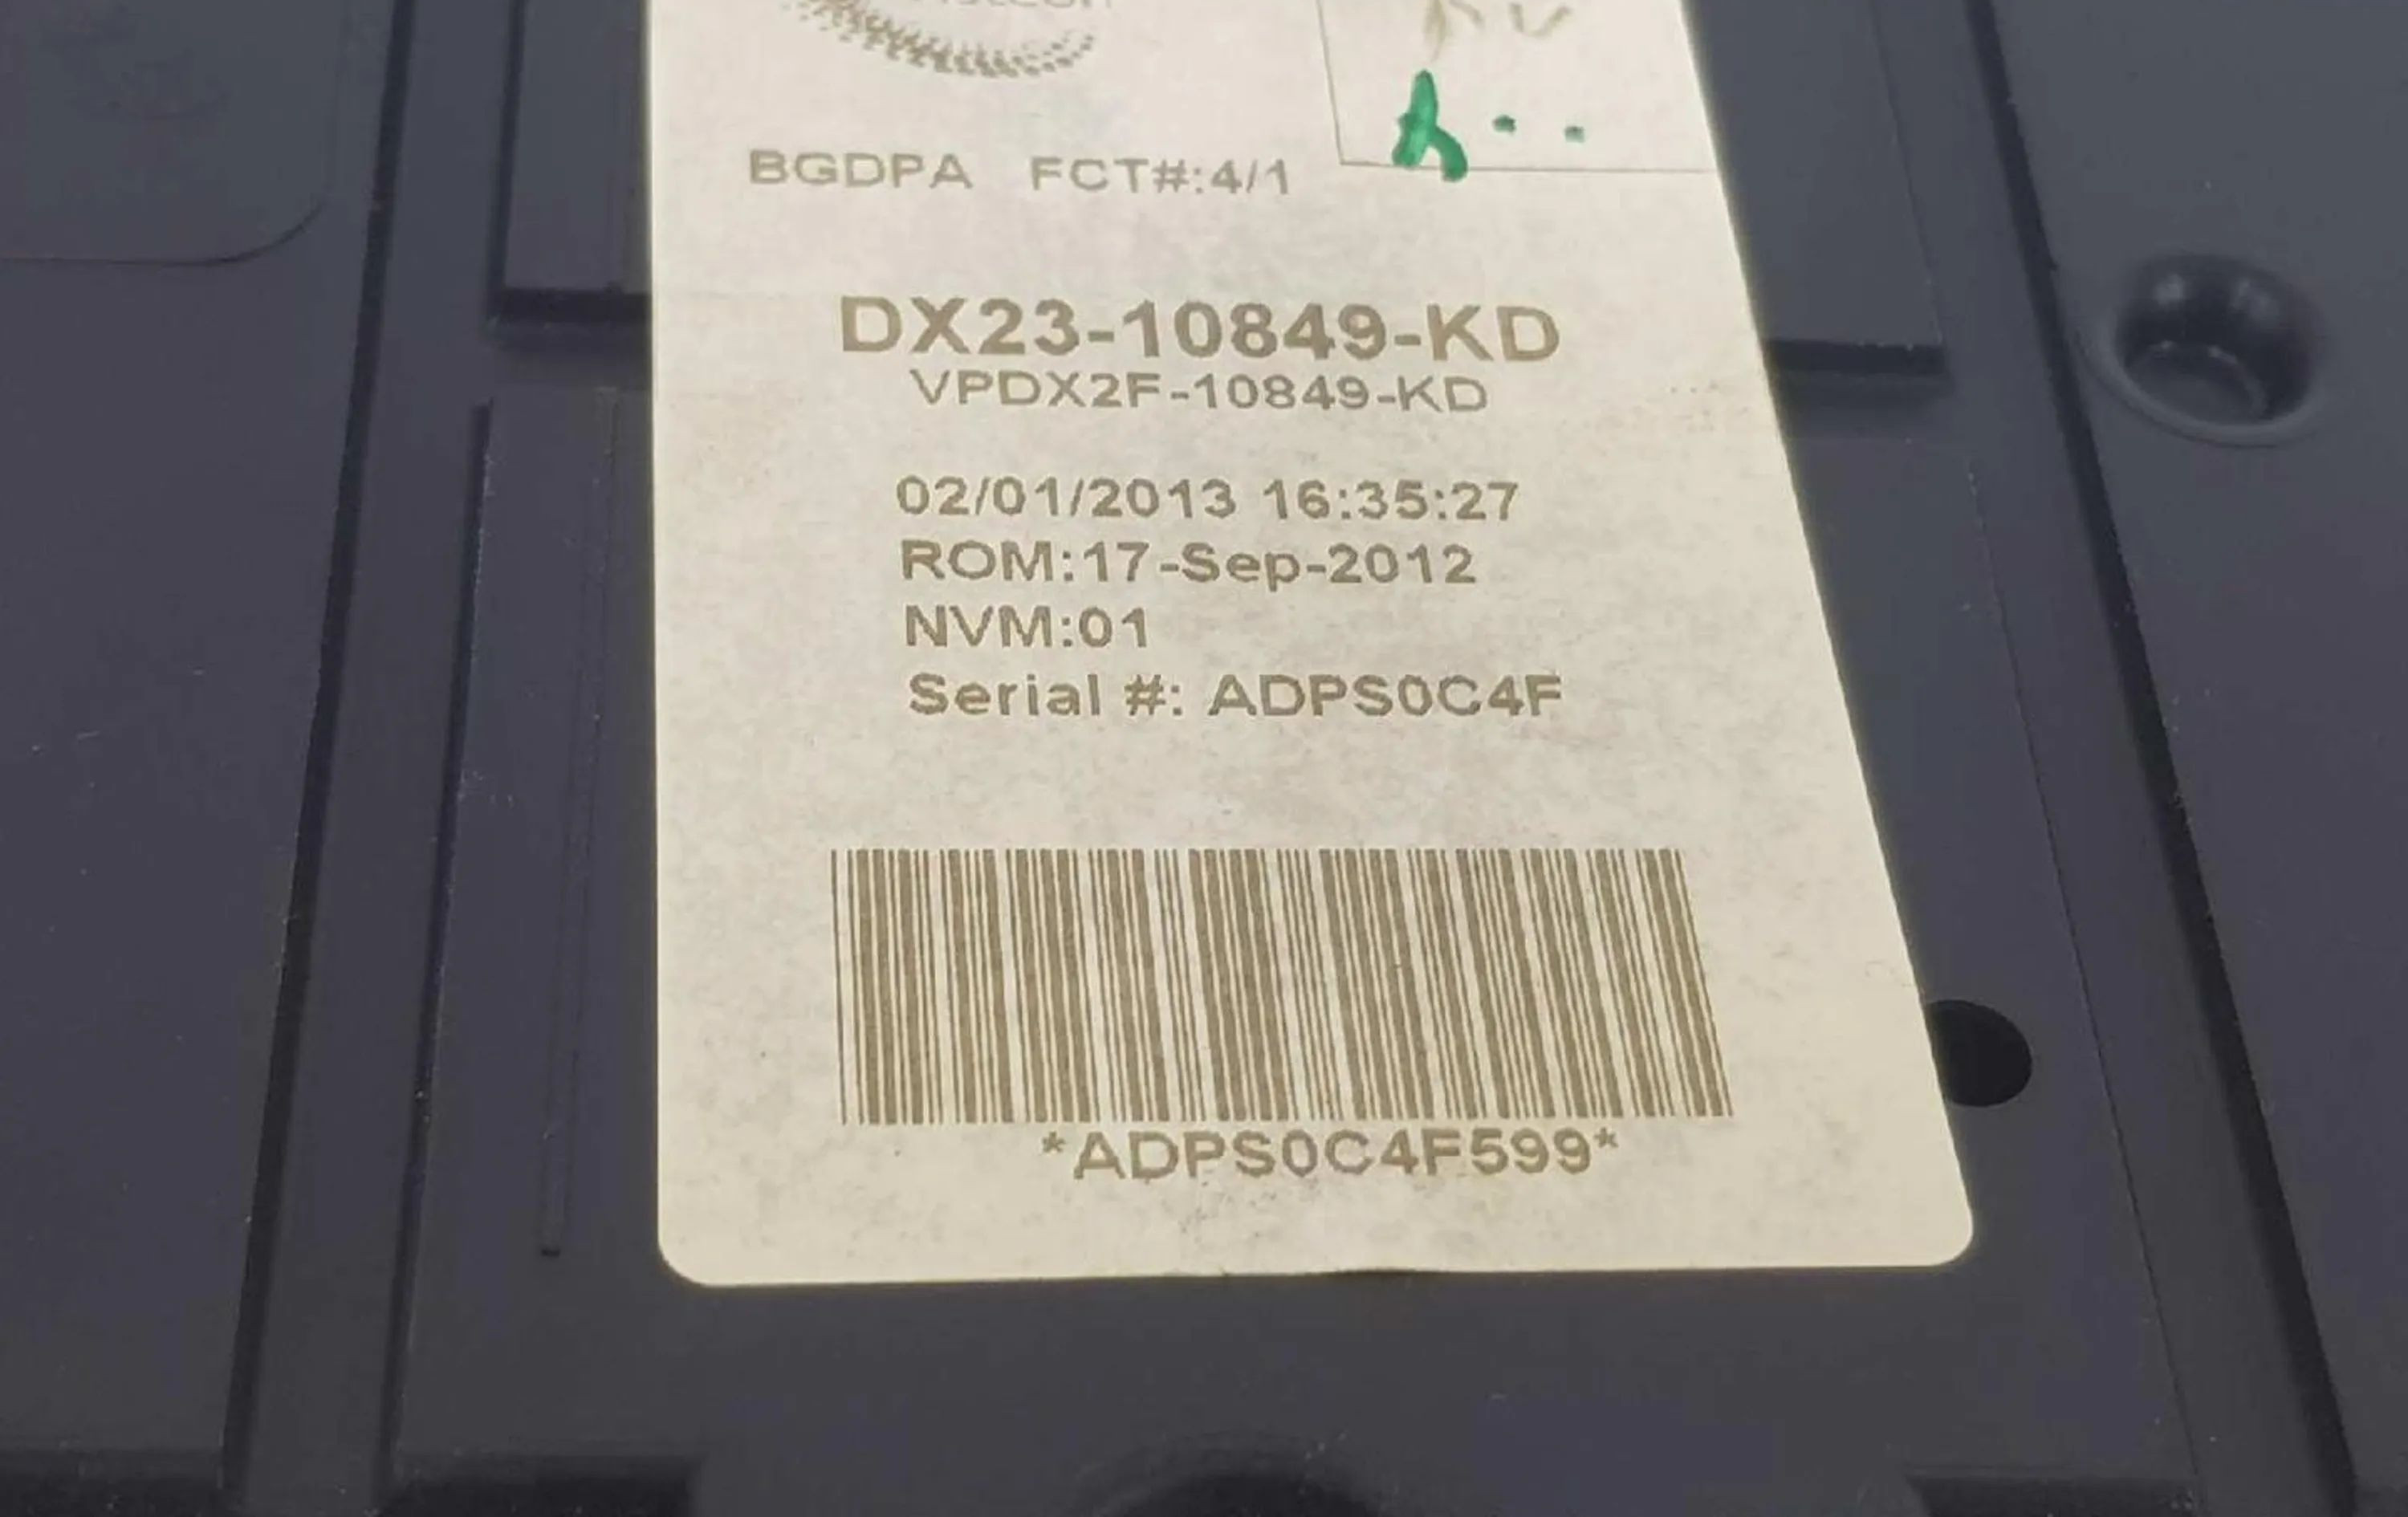 BGDPA FCT#:4/1
DX23-10849-KD
VPDX2F-10849-KD
02/01/2013 16:35:27
ROM:17-Sep-2012
NVM:01
Serial #: ADPS0C4F
*ADPS0C4F599*